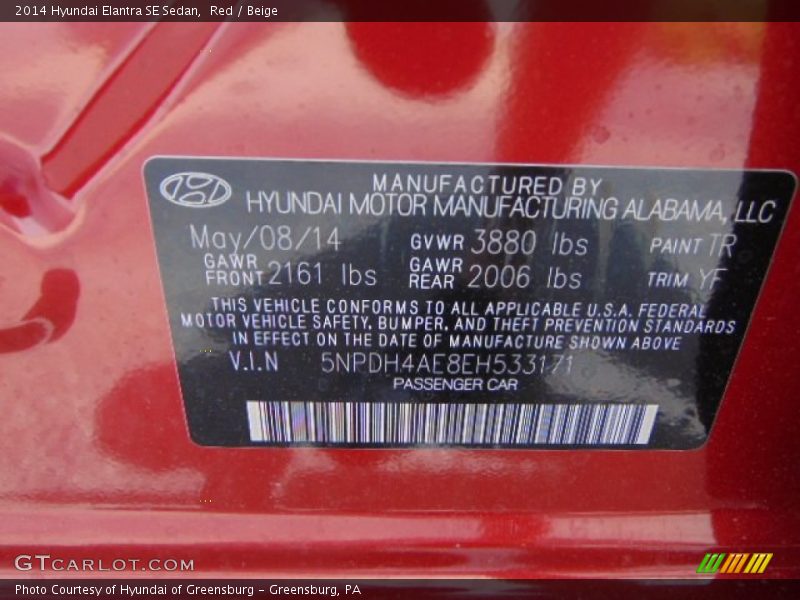 2014 Hyundai Elantra SE Sedan,  Red / Beige
MANUFACTURED BY
HYUNDAI MOTOR MANUFACTURING ALABAMA, LLC
May/08/14 GVWR 3880 lbs PAINT TR
GAWR FRONT 2161 lbs GAWR REAR 2006 lbs TRIM YF
THIS VEHICLE CONFORMS TO ALL APPLICABLE U.S.A. FEDERAL
MOTOR VEHICLE SAFETY, BUMPER, AND THEFT PREVENTION STANDARDS
IN EFFECT ON THE DATE OF MANUFACTURE SHOWN ABOVE
V.I.N 5NPDH4AE8EH533171
PASSENGER CAR
GTCARLOT.COM
Photo Courtesy of Hyundai of Greensburg - Greensburg, PA